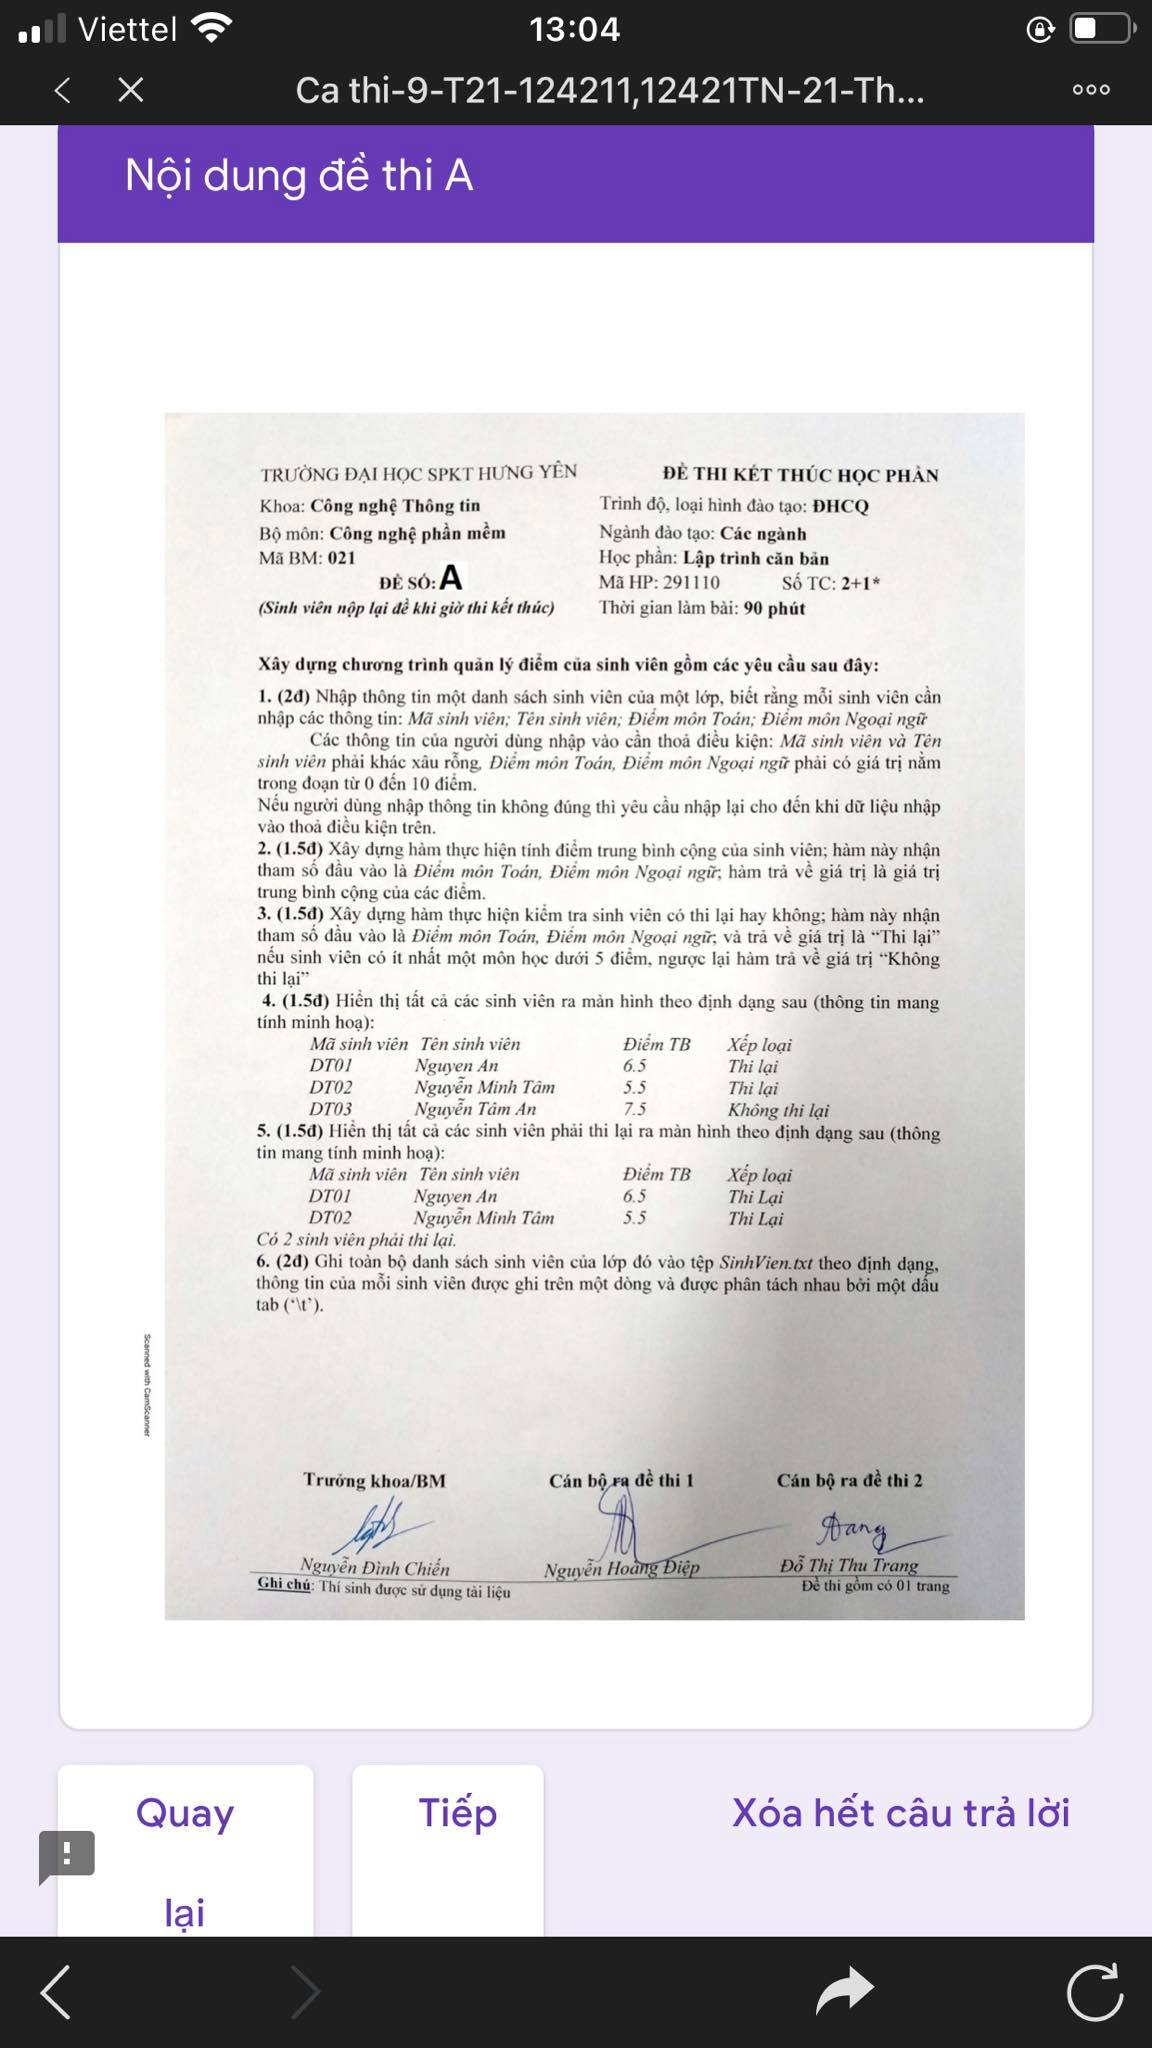 Viettel
13:04
Ca thi-9-T21-124211,12421TN-21-Th...
Nội dung đề thi A
TRƯỜNG ĐẠI HỌC SPKT HƯNG YÊN
ĐỀ THI KẾT THÚC HỌC PHẦN
Khoa: Công nghệ Thông tin
Trình độ, loại hình đào tạo: ĐHCQ
Bộ môn: Công nghệ phần mềm
Ngành đào tạo: Các ngành
Mã BM: 021
Học phần: Lập trình căn bản
ĐỀ SỐ: A
Mã HP: 291110 Số TC: 2+1*
(Sinh viên nộp lại đề khi giờ thi kết thúc)
Thời gian làm bài: 90 phút
Xây dựng chương trình quản lý điểm của sinh viên gồm các yêu cầu sau đây:
1. (2đ) Nhập thông tin một danh sách sinh viên của một lớp, biết rằng mỗi sinh viên cần
nhập các thông tin: Mã sinh viên; Tên sinh viên; Điểm môn Toán; Điểm môn Ngoại ngữ
Các thông tin của người dùng nhập vào cần thoả điều kiện: Mã sinh viên và Tên
sinh viên phải khác xâu rỗng, Điểm môn Toán, Điểm môn Ngoại ngữ phải có giá trị nằm
trong đoạn từ 0 đến 10 điểm.
Nếu người dùng nhập thông tin không đúng thì yêu cầu nhập lại cho đến khi dữ liệu nhập
vào thoả điều kiện trên.
2. (1.5đ) Xây dựng hàm thực hiện tính điểm trung bình cộng của sinh viên; hàm này nhận
tham số đầu vào là Điểm môn Toán, Điểm môn Ngoại ngữ; hàm trả về giá trị là giá trị
trung bình cộng của các điểm.
3. (1.5đ) Xây dựng hàm thực hiện kiểm tra sinh viên có thi lại hay không; hàm này nhận
tham số đầu vào là Điểm môn Toán, Điểm môn Ngoại ngữ; và trả về giá trị là “Thi lại”
nếu sinh viên có ít nhất một môn học dưới 5 điểm, ngược lại hàm trả về giá trị “Không
thi lại”
4. (1.5đ) Hiển thị tất cả các sinh viên ra màn hình theo định dạng sau (thông tin mang
tính minh hoạ):
Mã sinh viên Tên sinh viên Điểm TB Xếp loại
DT01 Nguyen An 6.5 Thi lại
DT02 Nguyễn Minh Tâm 5.5 Thi lại
DT03 Nguyễn Tâm An 7.5 Không thi lại
5. (1.5đ) Hiển thị tất cả các sinh viên phải thi lại ra màn hình theo định dạng sau (thông
tin mang tính minh hoạ):
Mã sinh viên Tên sinh viên Điểm TB Xếp loại
DT01 Nguyen An 6.5 Thi Lại
DT02 Nguyễn Minh Tâm 5.5 Thi Lại
Có 2 sinh viên phải thi lại.
6. (2đ) Ghi toàn bộ danh sách sinh viên của lớp đó vào tệp SinhVien.txt theo định dạng,
thông tin của mỗi sinh viên được ghi trên một dòng và được phân tách nhau bởi một dấu
tab (‘\t’).
Scanned with CamScanner
Trưởng khoa/BM Cán bộ ra đề thi 1 Cán bộ ra đề thi 2
Nguyễn Đình Chiến Nguyễn Hoàng Điệp Đỗ Thị Thu Trang
Ghi chú: Thí sinh được sử dụng tài liệu
Đề thi gồm có 01 trang
Quay
lại
Tiếp
Xóa hết câu trả lời